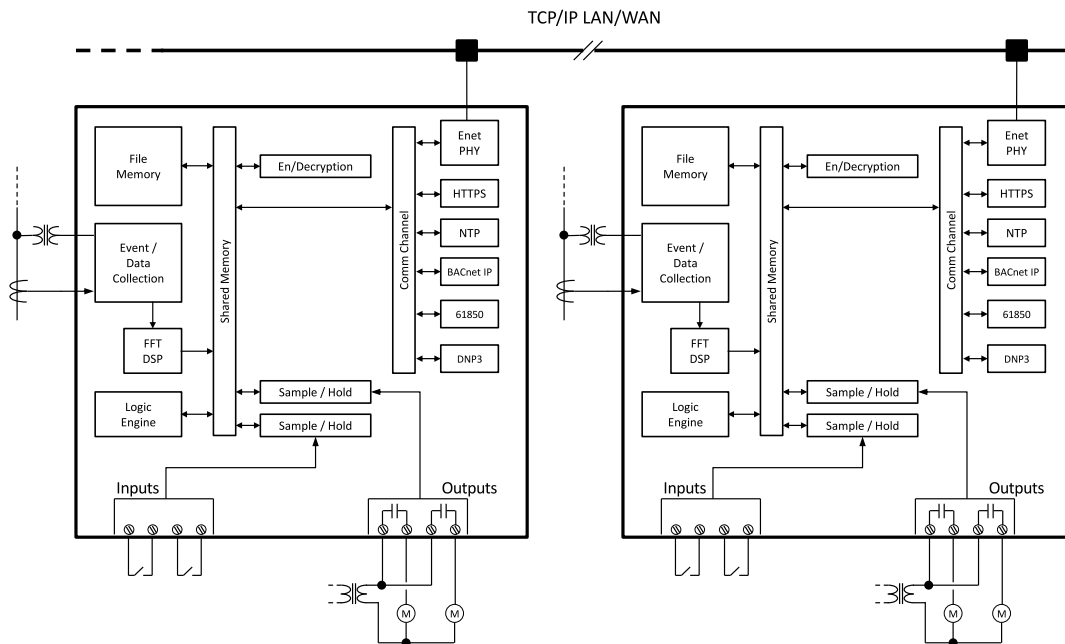 TCP/IP LAN/WAN
File
Memory
Event /
Data
Collection
FFT
DSP
Logic
Engine
Shared Memory
En/Decryption
Sample / Hold
Sample / Hold
Comm Channel
Enet
PHY
HTTPS
NTP
BACnet IP
61850
DNP3
Inputs
Outputs
M
M
File
Memory
Event /
Data
Collection
FFT
DSP
Logic
Engine
Shared Memory
En/Decryption
Sample / Hold
Sample / Hold
Comm Channel
Enet
PHY
HTTPS
NTP
BACnet IP
61850
DNP3
Inputs
Outputs
M
M